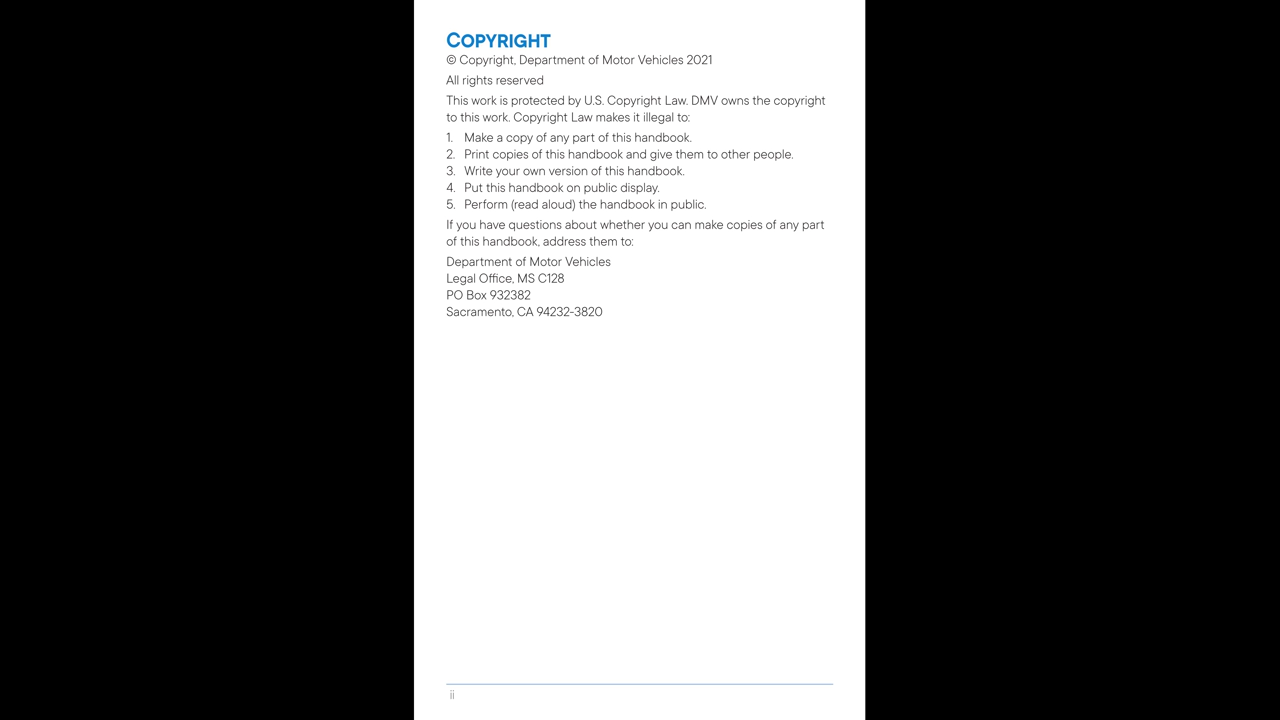 COPYRIGHT
© Copyright, Department of Motor Vehicles 2021
All rights reserved
This work is protected by U.S. Copyright Law. DMV owns the copyright
to this work. Copyright Law makes it illegal to:
1. Make a copy of any part of this handbook.
2. Print copies of this handbook and give them to other people.
3. Write your own version of this handbook.
4. Put this handbook on public display.
5. Perform (read aloud) the handbook in public.
If you have questions about whether you can make copies of any part
of this handbook, address them to:
Department of Motor Vehicles
Legal Office, MS C128
PO Box 932382
Sacramento, CA 94232-3820
ii